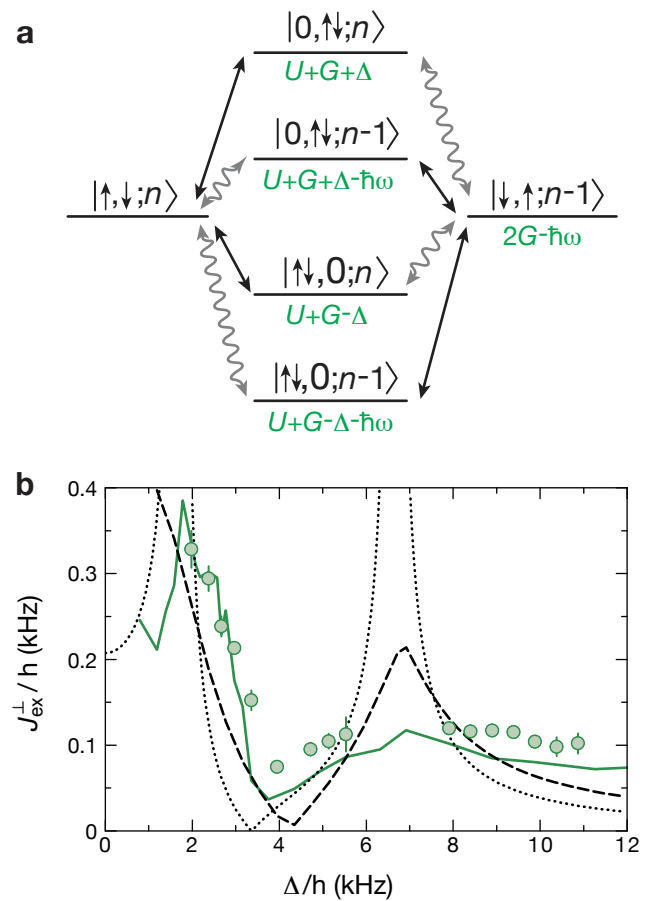 a
|0,↑↓;n⟩
U+G+Δ
|0,↑↓;n-1⟩
U+G+Δ-ħω
|↑,↓;n⟩
|↓,↑;n-1⟩
2G-ħω
|↑↓,0;n⟩
U+G-Δ
|↑↓,0;n-1⟩
U+G-Δ-ħω
b
0.4
0.3
0.2
0.1
0
J⊥ex/h (kHz)
0 2 4 6 8 10 12
Δ/h (kHz)